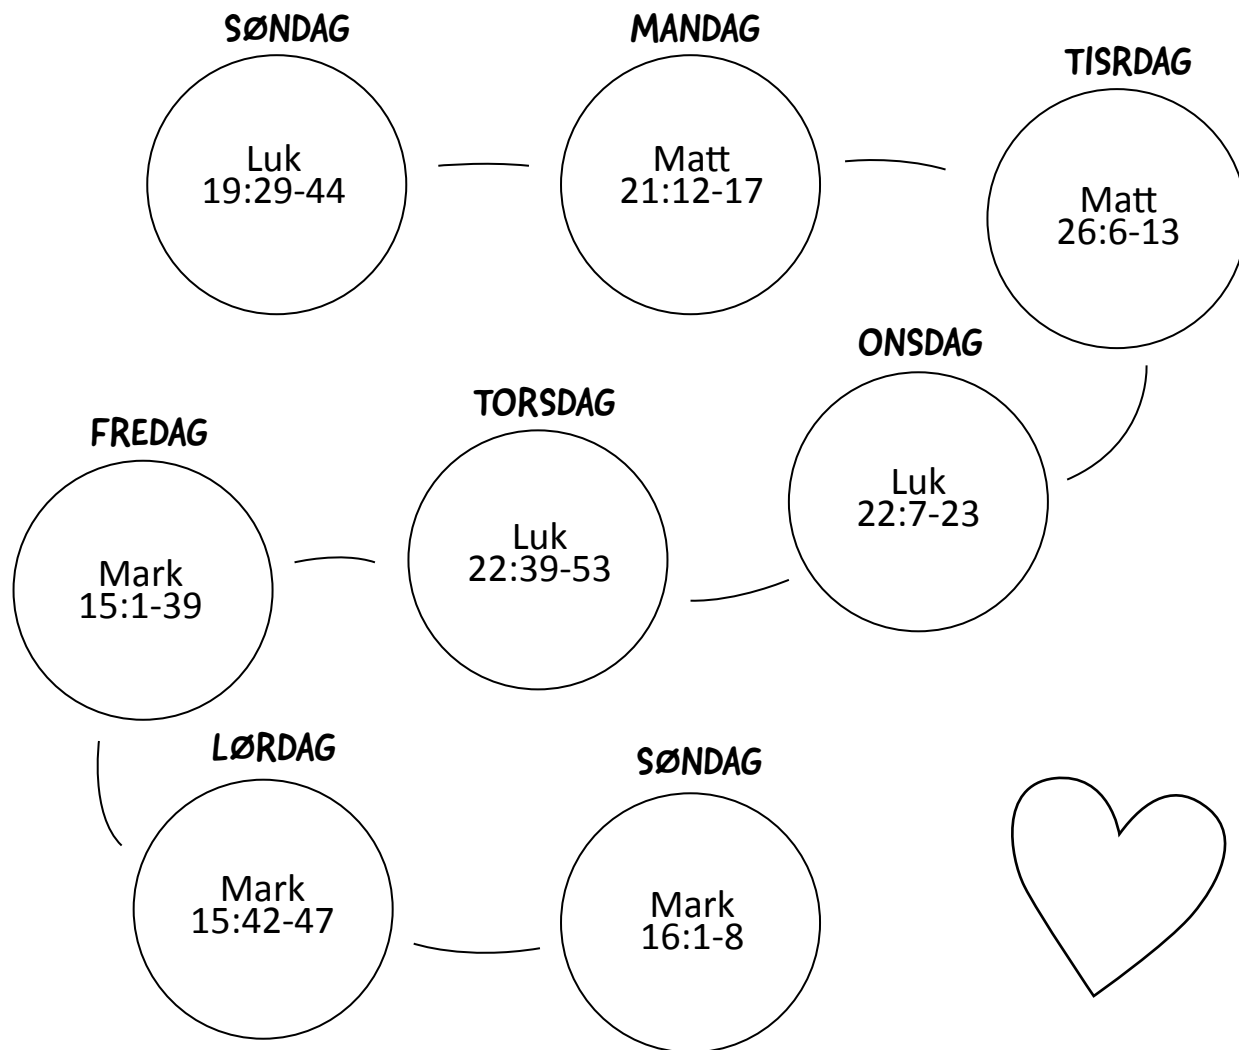 SØNDAG
Luk
19:29-44
MANDAG
Matt
21:12-17
TISRDAG
Matt
26:6-13
ONSDAG
Luk
22:7-23
TORSDAG
Luk
22:39-53
FREDAG
Mark
15:1-39
LØRDAG
Mark
15:42-47
SØNDAG
Mark
16:1-8